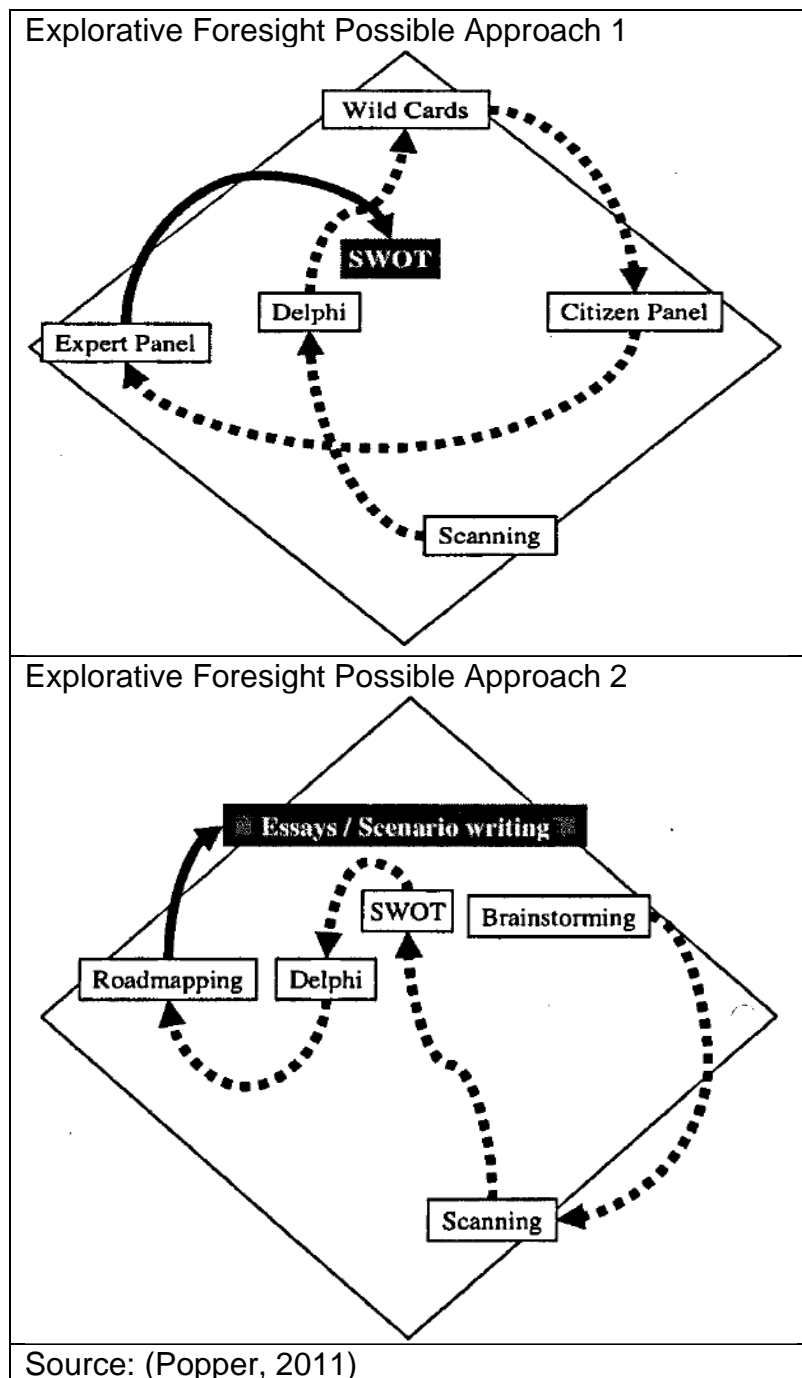 Explorative Foresight Possible Approach 1
Wild Cards
SWOT
Delphi
Citizen Panel
Expert Panel
Scanning
Explorative Foresight Possible Approach 2
Essays / Scenario writing
SWOT
Brainstorming
Roadmapping
Delphi
Scanning
Source: (Popper, 2011)